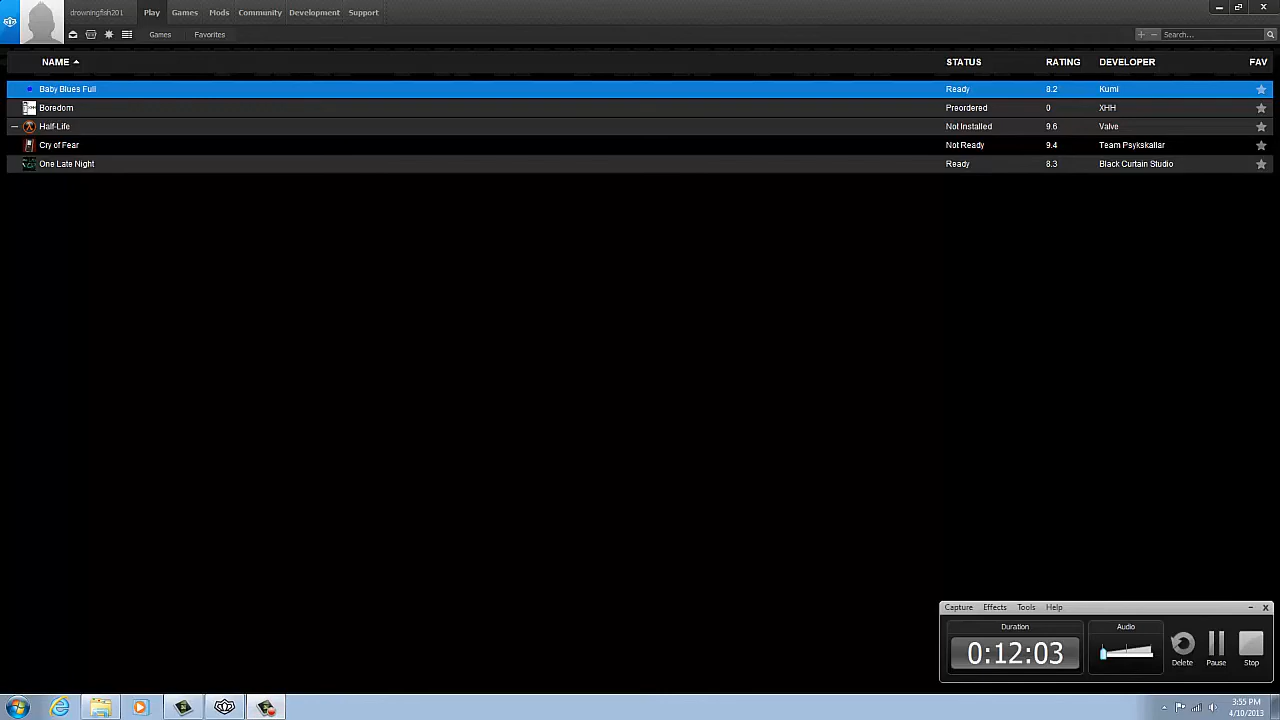 drowningfish201 Play Games Mods Community Development Support
Games Favorites Search...
NAME STATUS RATING DEVELOPER FAV
Baby Blues Full Ready 8.2 Kumi
Boredom Preordered 0 XHH
Half-Life Not Installed 9.6 Valve
Cry of Fear Not Ready 9.4 Team Psykskallar
One Late Night Ready 8.3 Black Curtain Studio
Capture Effects Tools Help
Duration Audio
0:12:03
Delete Pause Stop
3:55 PM
4/10/2013